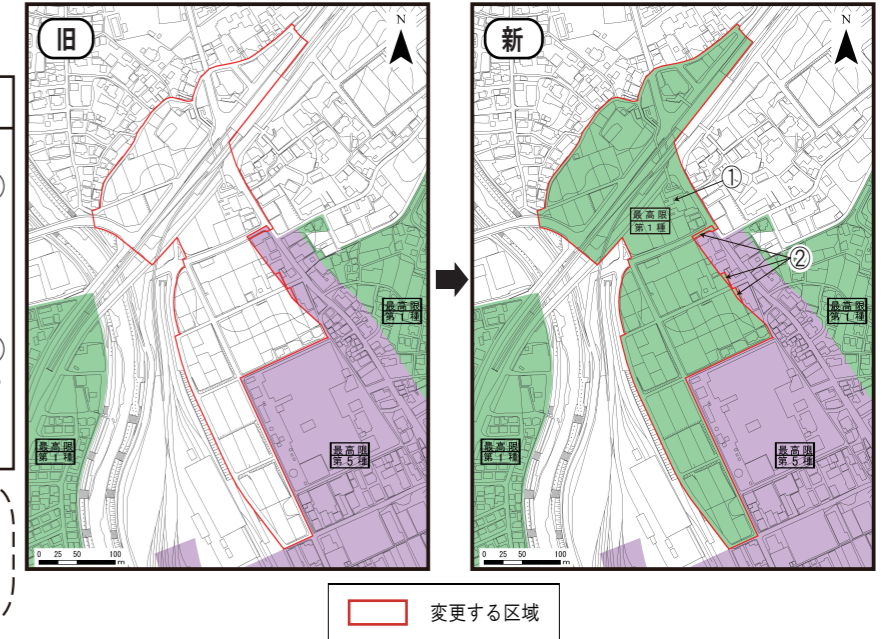 旧
N
最高限
第1種
最高限
第1種
最高限
第5種
0 25 50 100
m
新
N
①
最高限
第1種
②
最高限
第1種
最高限
第1種
最高限
第5種
0 25 50 100
m
変更する区域